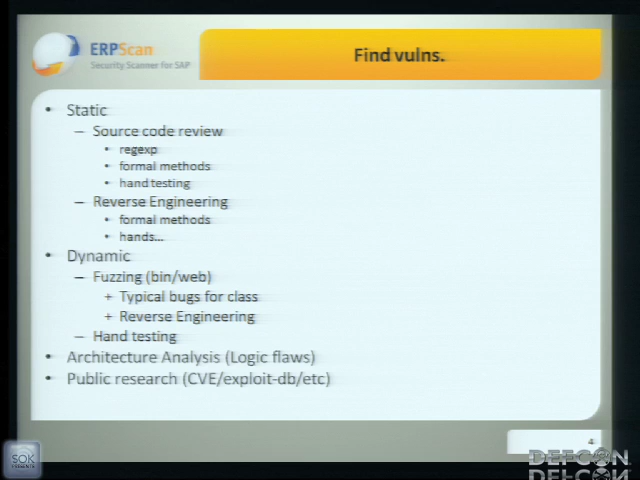 ERPScan
Security Scanner for SAP
Find vulns.
• Static
– Source code review
• regexp
• formal methods
• hand testing
– Reverse Engineering
• formal methods
• hands...
• Dynamic
– Fuzzing (bin/web)
+ Typical bugs for class
+ Reverse Engineering
– Hand testing
• Architecture Analysis (Logic flaws)
• Public research (CVE/exploit-db/etc)
4
DEFCON
DEFCON
SOK